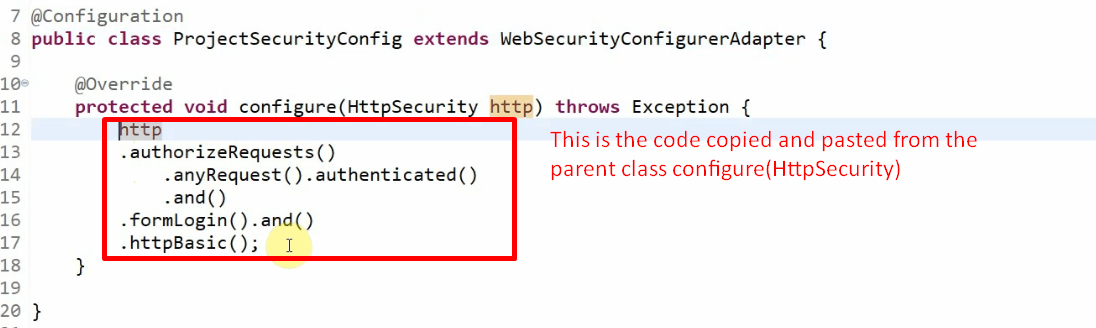 7 @Configuration
8 public class ProjectSecurityConfig extends WebSecurityConfigurerAdapter {
9
10 @Override
11 protected void configure(HttpSecurity http) throws Exception {
12 http
13 .authorizeRequests()
14 .anyRequest().authenticated()
15 .and()
16 .formLogin().and()
17 .httpBasic();
18 }
19
20 }
This is the code copied and pasted from the
parent class configure(HttpSecurity)